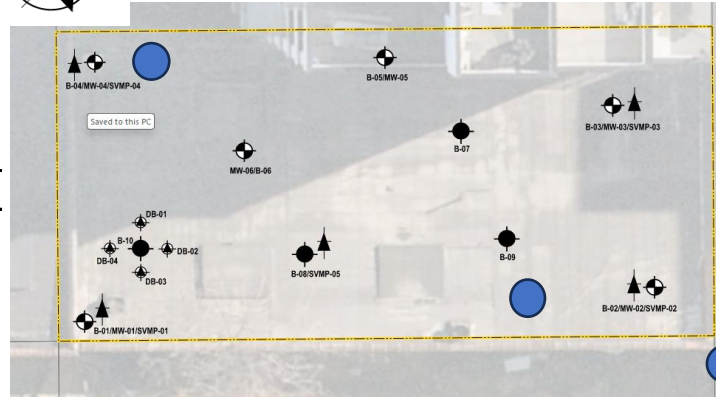 B-04/MW-04/SVMP-04
B-05/MW-05
B-03/MW-03/SVMP-03
Saved to this PC
B-07
MW-06/B-06
DB-01
B-10
DB-02
DB-04
DB-03
B-08/SVMP-05
B-09
B-02/MW-02/SVMP-02
B-01/MW-01/SVMP-01